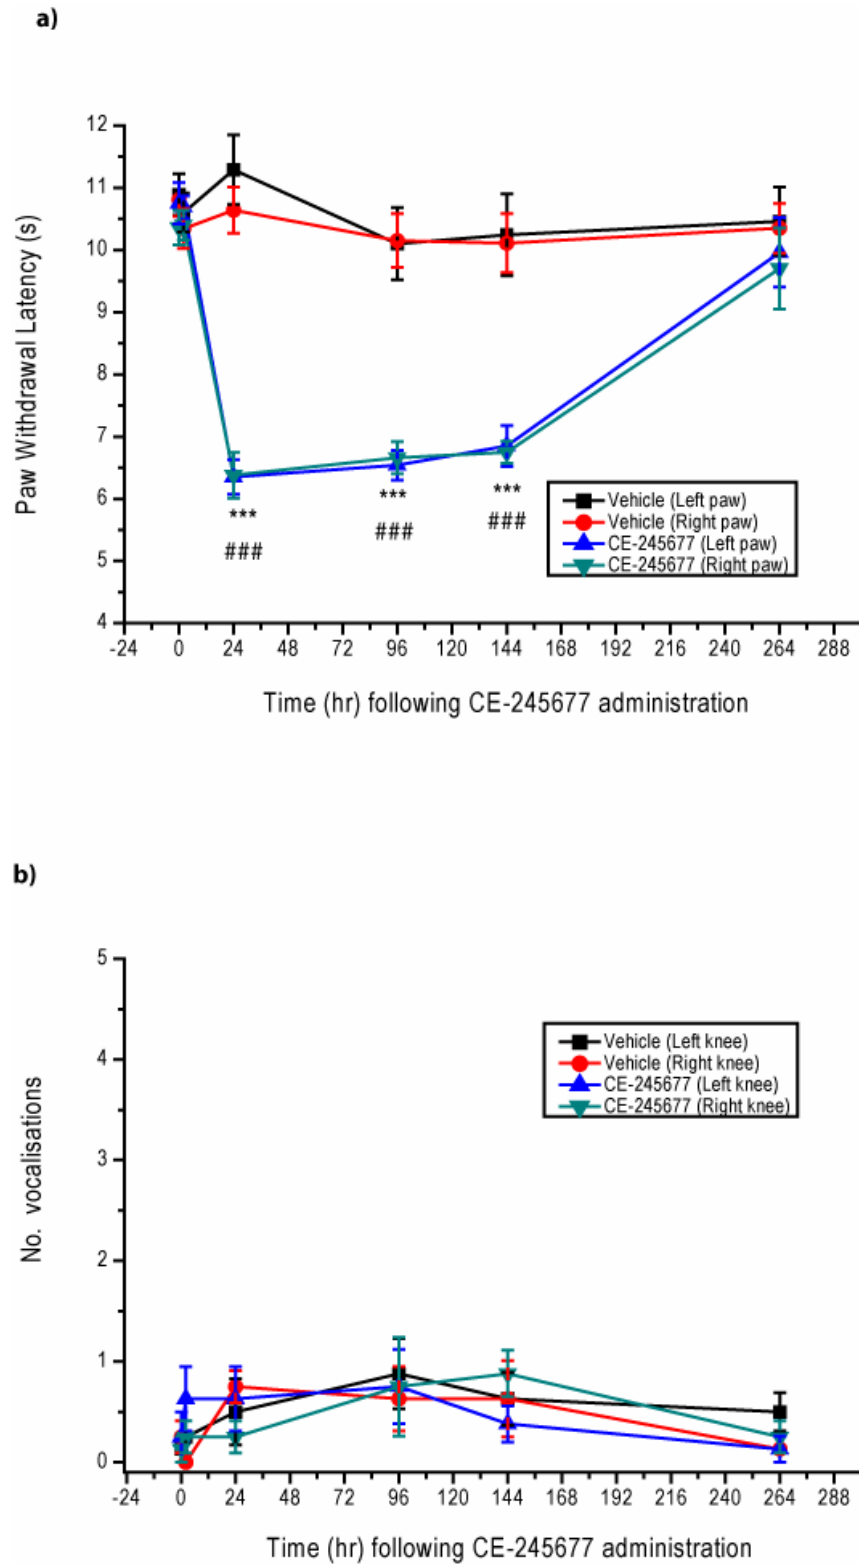 a)
12
11
10
9
8
7
6
5
4
Paw Withdrawal Latency (s)
***
###
***
###
***
###
Vehicle (Left paw)
Vehicle (Right paw)
CE-245677 (Left paw)
CE-245677 (Right paw)
-24 0 24 48 72 96 120 144 168 192 216 240 264 288
Time (hr) following CE-245677 administration
b)
5
4
3
2
1
0
No. vocalisations
Vehicle (Left knee)
Vehicle (Right knee)
CE-245677 (Left knee)
CE-245677 (Right knee)
-24 0 24 48 72 96 120 144 168 192 216 240 264 288
Time (hr) following CE-245677 administration